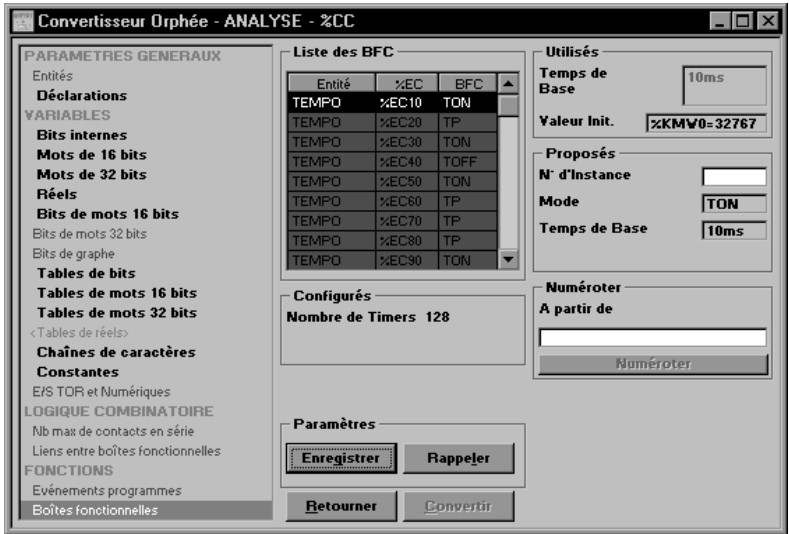 Convertisseur Orphée - ANALYSE - %CC
PARAMETRES GENERAUX
Entités
Déclarations
VARIABLES
Bits internes
Mots de 16 bits
Mots de 32 bits
Réels
Bits de mots 16 bits
Bits de mots 32 bits
Bits de graphe
Tables de bits
Tables de mots 16 bits
Tables de mots 32 bits
<Tables de réels>
Chaînes de caractères
Constantes
E/S TOR et Numériques
LOGIQUE COMBINATOIRE
Nb max de contacts en série
Liens entre boîtes fonctionnelles
FONCTIONS
Evénements programmes
Boîtes fonctionnelles
Liste des BFC
Entité %EC BFC
TEMPO %EC10 TON
TEMPO %EC20 TP
TEMPO %EC30 TON
TEMPO %EC40 TOFF
TEMPO %EC50 TON
TEMPO %EC60 TP
TEMPO %EC70 TP
TEMPO %EC80 TP
TEMPO %EC90 TON
Configurés
Nombre de Timers 128
Paramètres
Enregistrer Rappeler
Retourner Convertir
Utilisés
Temps de Base 10ms
Valeur Init. %KMW0=32767
Proposés
N° d'Instance
Mode TON
Temps de Base 10ms
Numéroter
A partir de
Numéroter